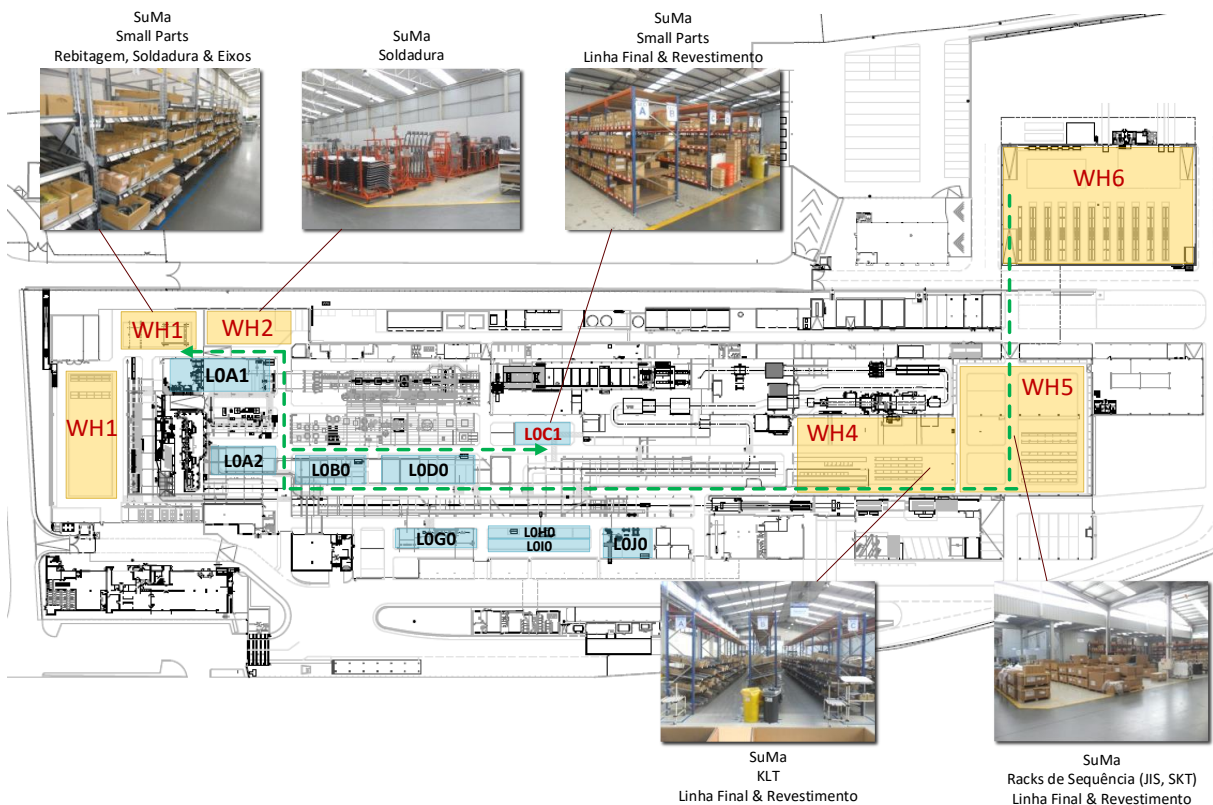 SuMa
Small Parts
Rebitagem, Soldadura & Eixos
SuMa
Soldadura
SuMa
Small Parts
Linha Final & Revestimento
A
B
C
WH6
WH1
WH2
L0A1
WH5
WH1
L0C1
WH4
L0A2
L0B0
L0D0
L0G0
L0H0
L0I0
L0J0
A
B
C
SuMa
KLT
Linha Final & Revestimento
SuMa
Racks de Sequência (JIS, SKT)
Linha Final & Revestimento